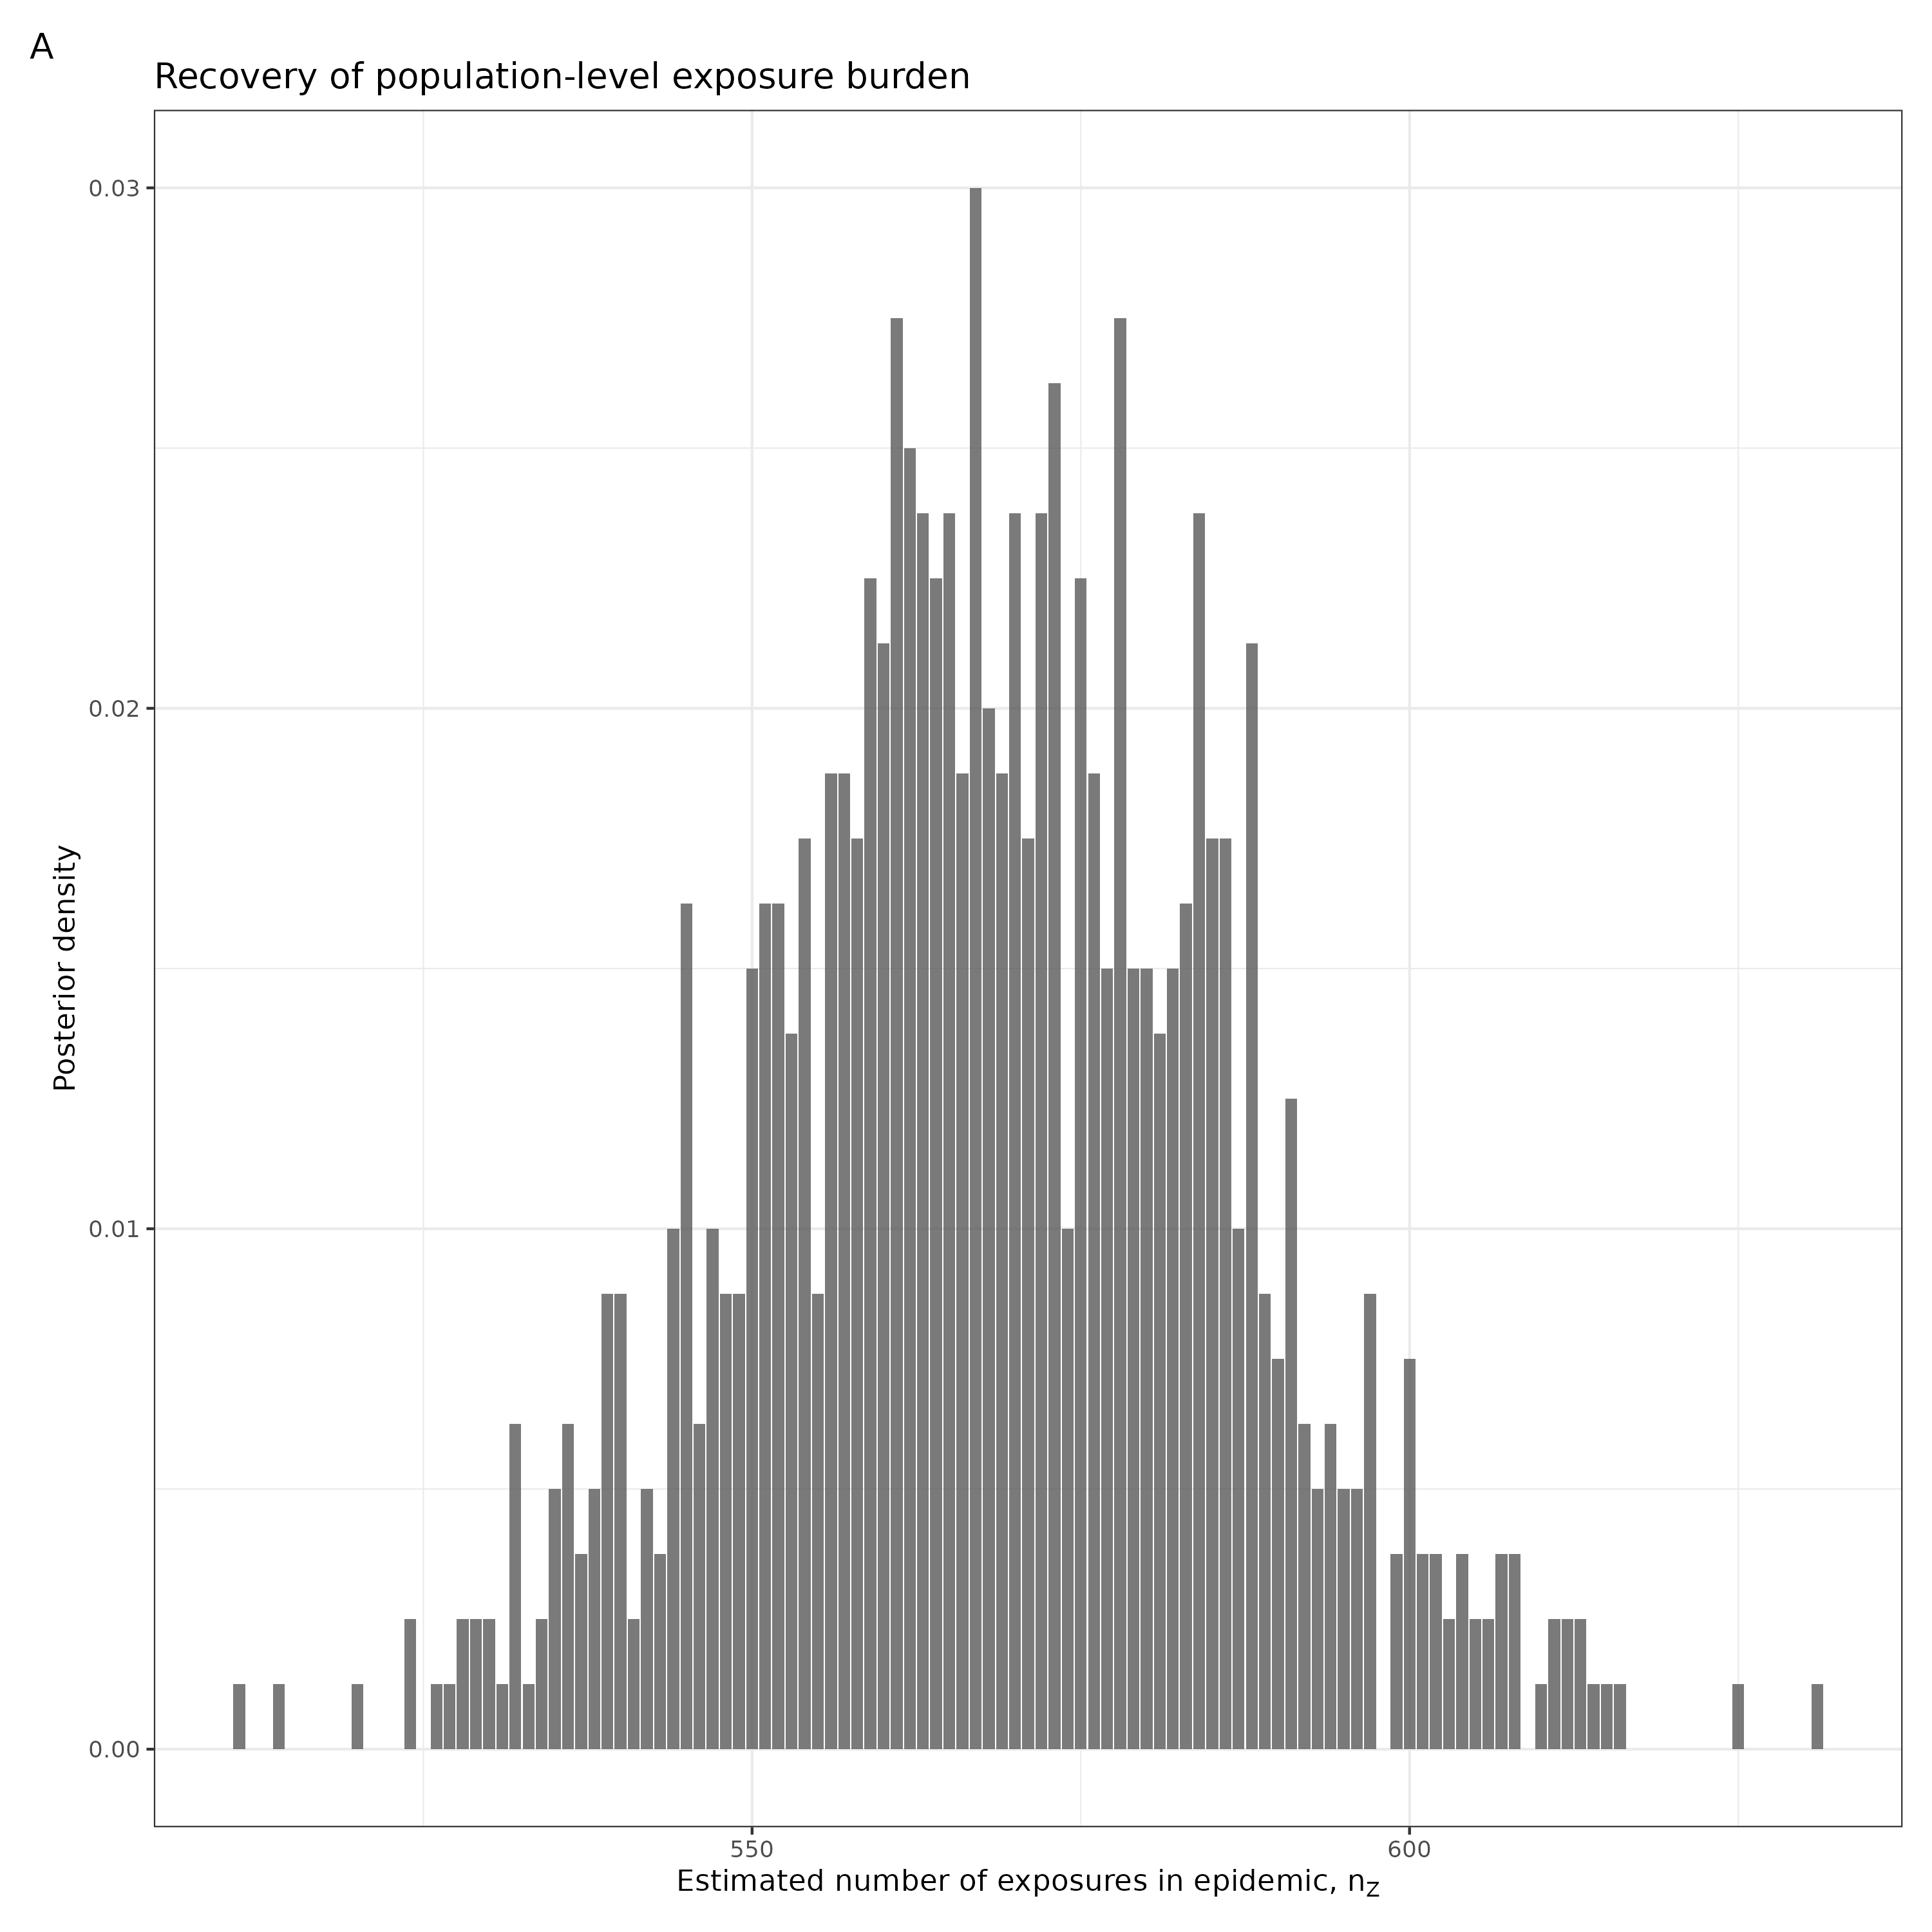 A
Recovery of population-level exposure burden
Posterior density
0.03
0.02
0.01
0.00
550
600
Estimated number of exposures in epidemic, nZ